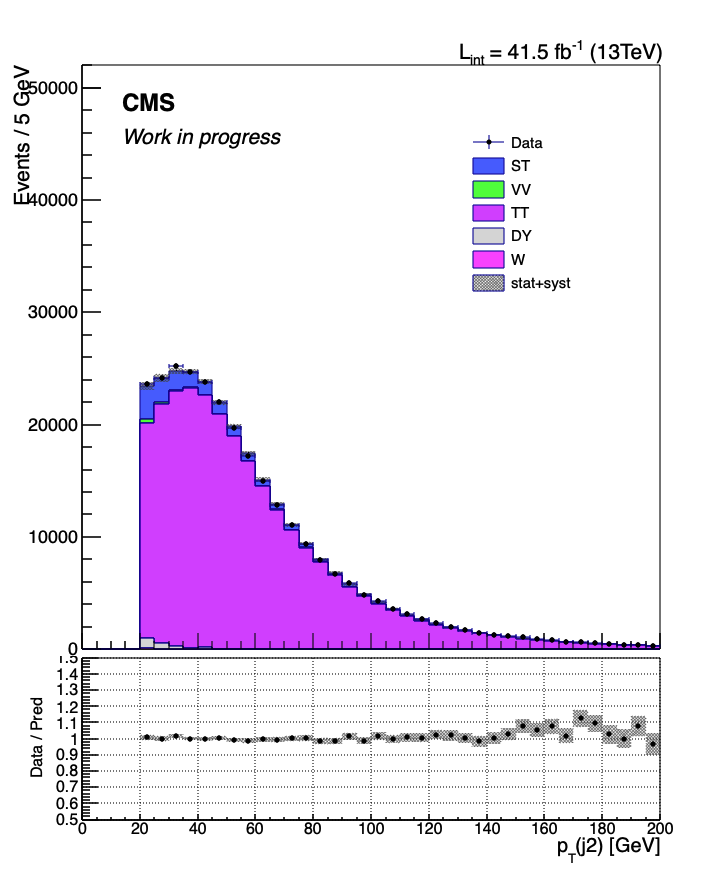 L_int = 41.5 fb⁻¹ (13TeV)
Events / 5 GeV
50000
40000
30000
20000
10000
0
CMS
Work in progress
Data
ST
VV
TT
DY
W
stat+syst
Data / Pred
1.5
1.4
1.3
1.2
1.1
1
0.9
0.8
0.7
0.6
0.5
0 20 40 60 80 100 120 140 160 180 200
p_T(j2) [GeV]